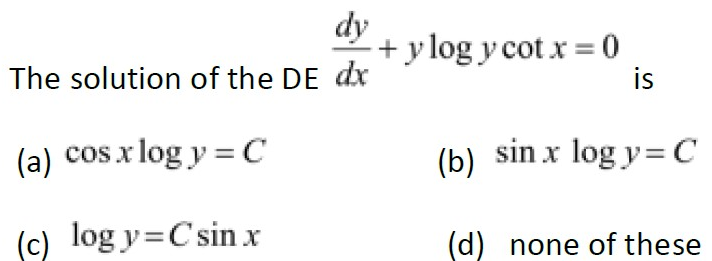 The solution of the DE dy/dx + y log y cot x = 0 is
(a) cos x log y = C (b) sin x log y = C
(c) log y = C sin x (d) none of these